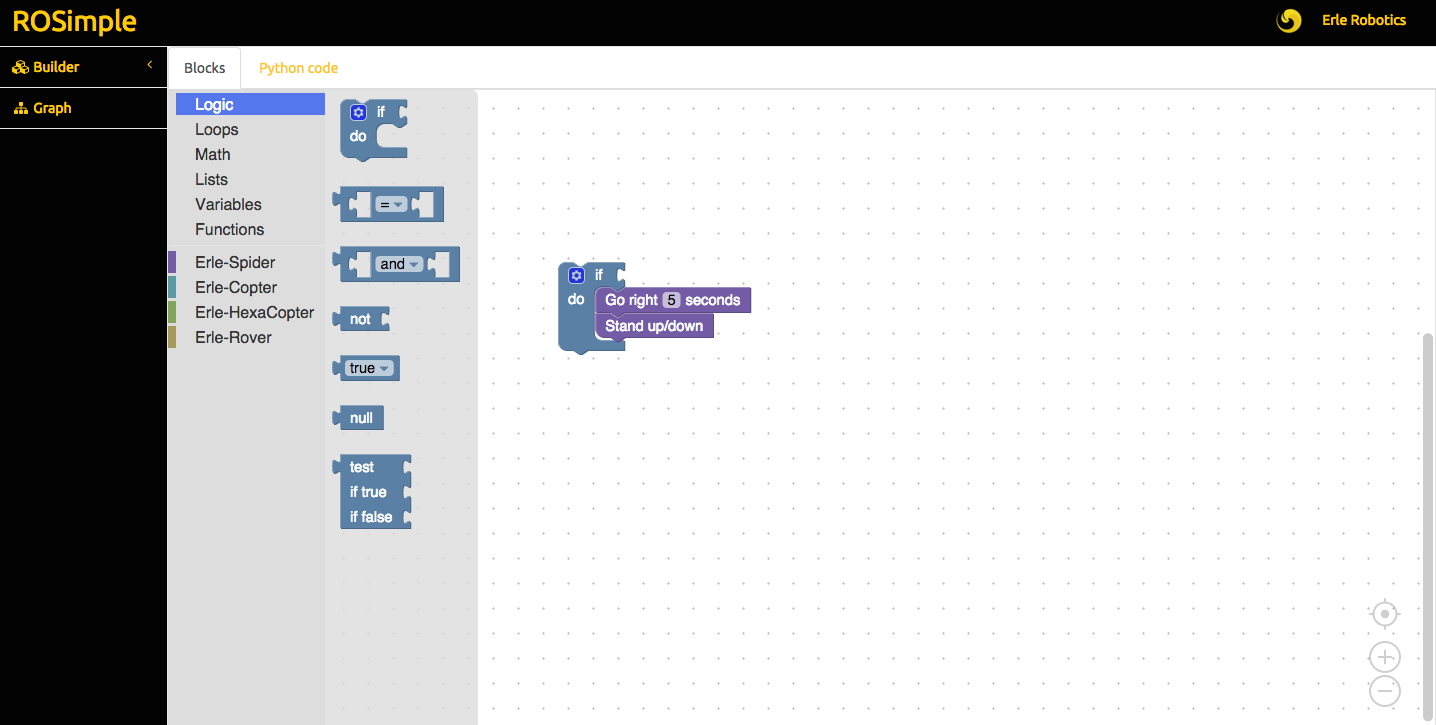 ROSimple
Erle Robotics
Builder
Graph
Blocks
Python code
Logic
Loops
Math
Lists
Variables
Functions
Erle-Spider
Erle-Copter
Erle-HexaCopter
Erle-Rover
if
do
=
and
not
true
null
test
if true
if false
if
do
Go right 5 seconds
Stand up/down